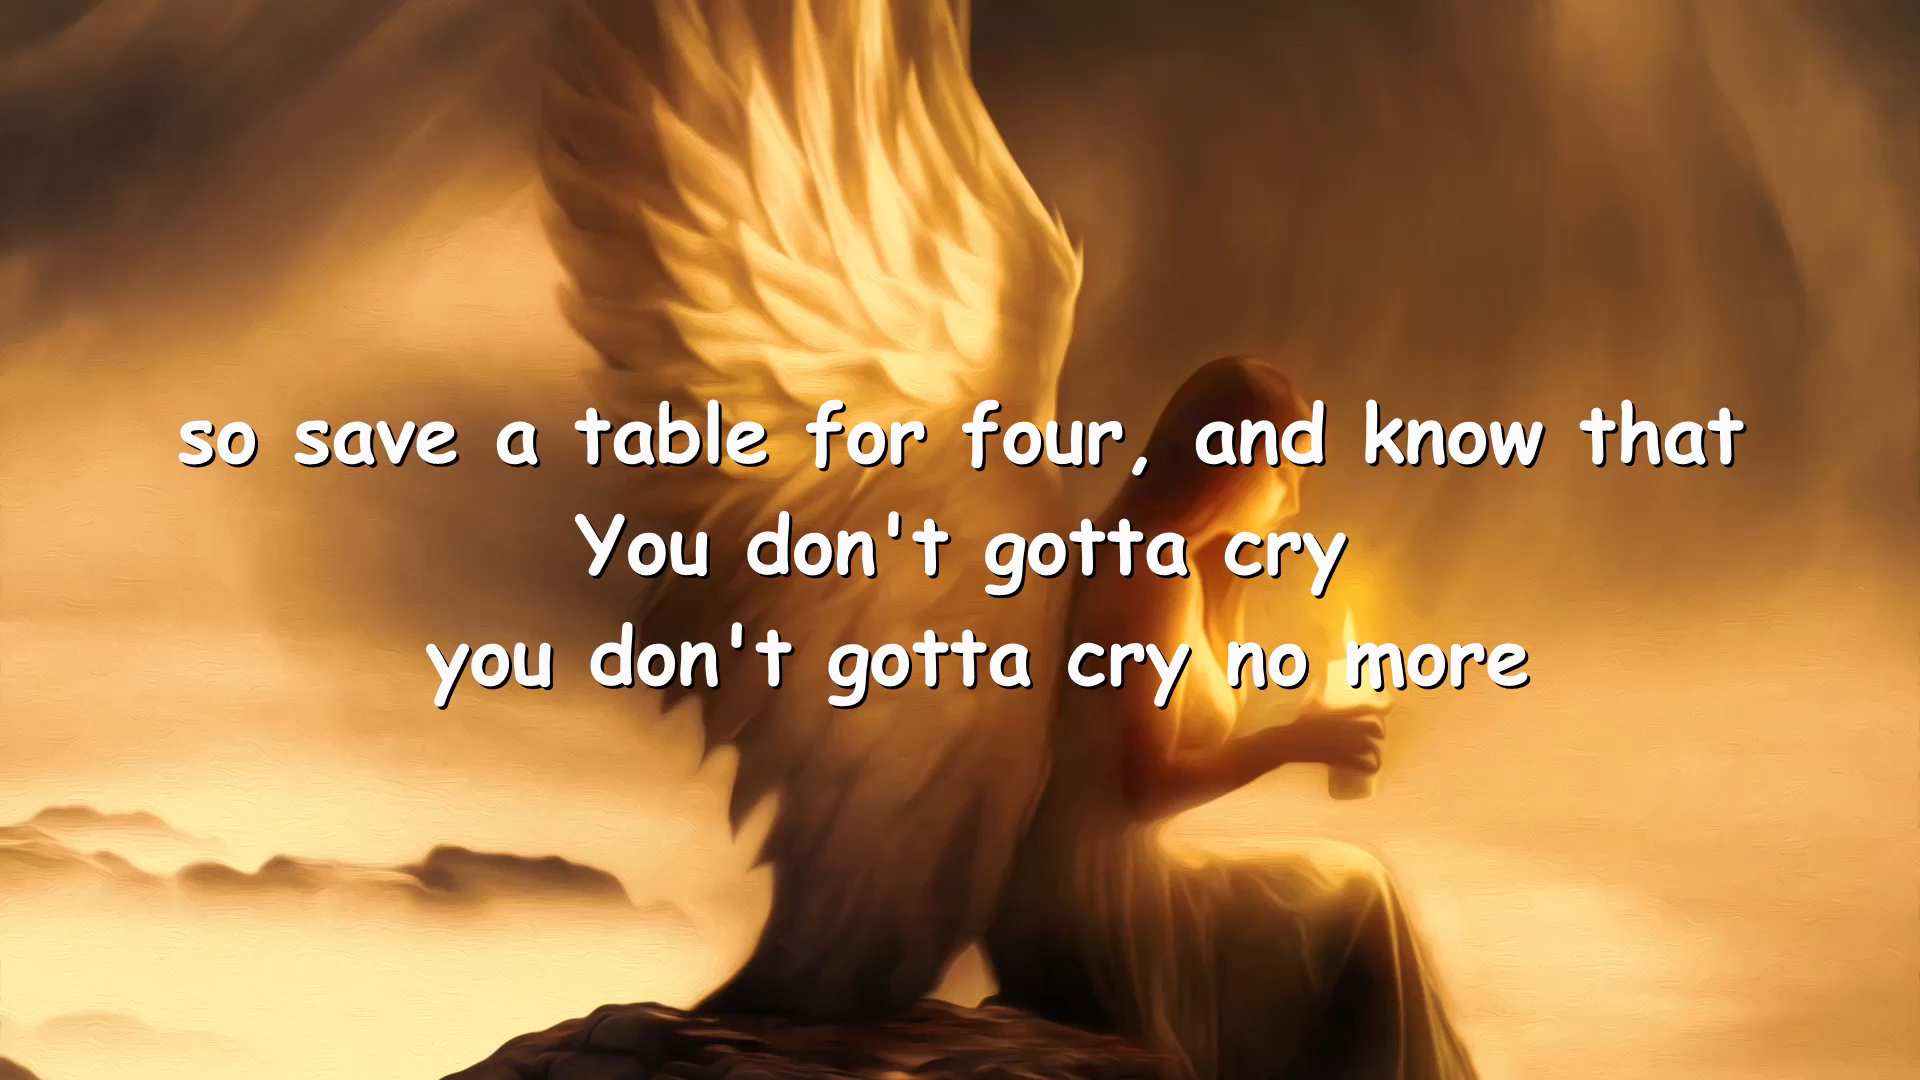 so save a table for four, and know that
You don't gotta cry
you don't gotta cry no more